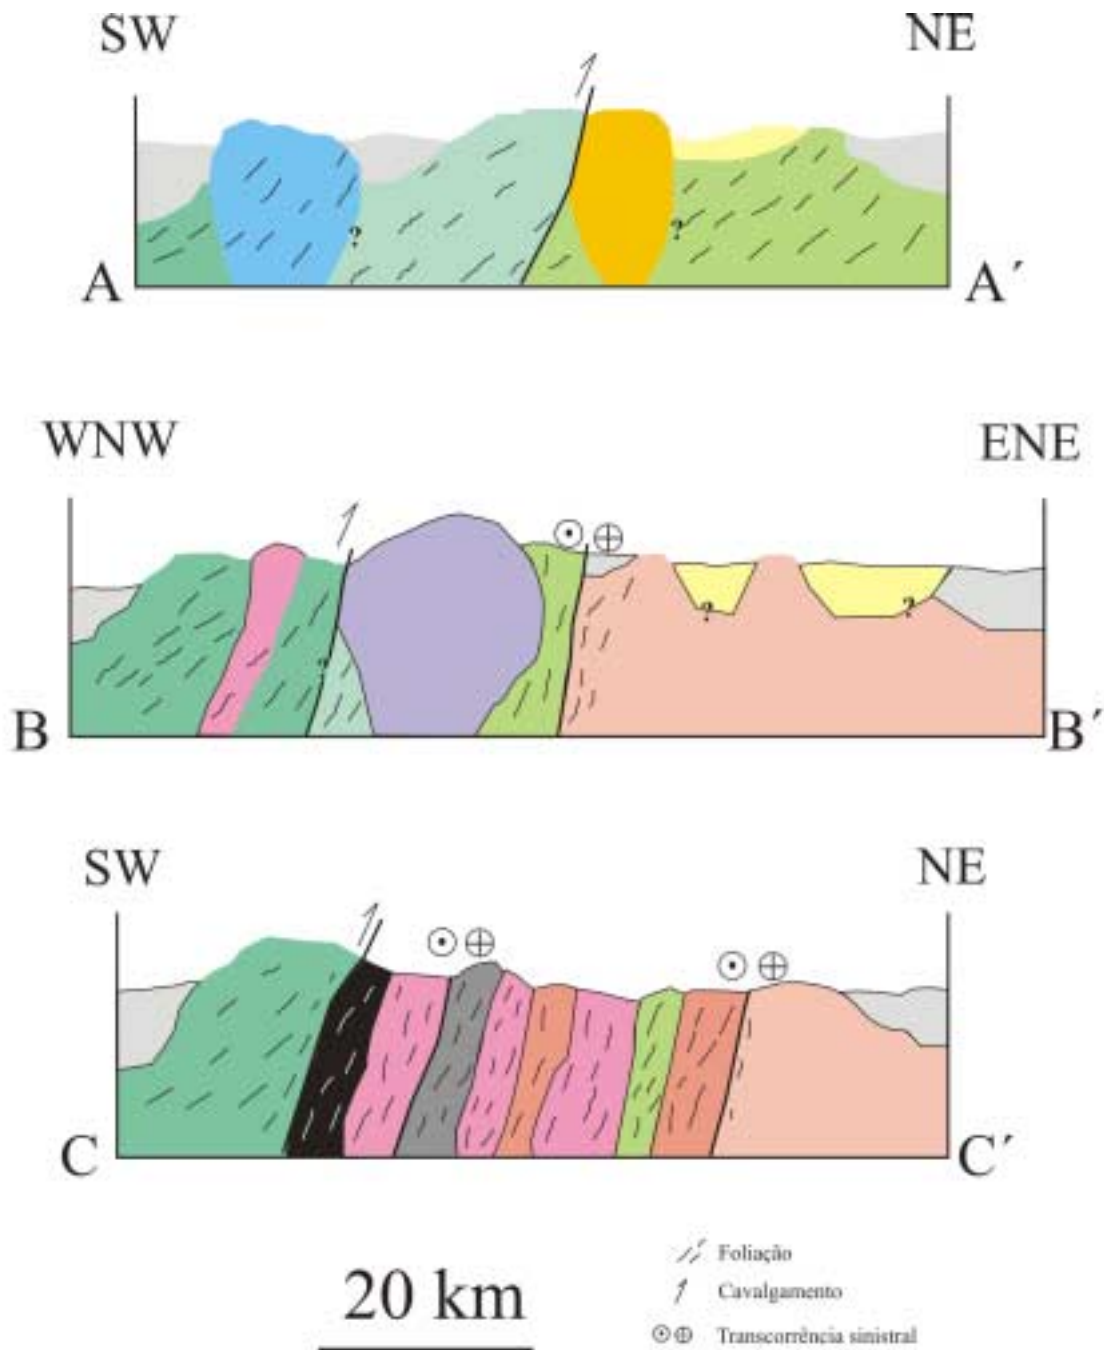 SW NE
?
?
A A´
WNW ENE
? ?
?
B B´
SW NE
C C´
Foliação
20 km
Cavalgamento
Transcorrência sinistral